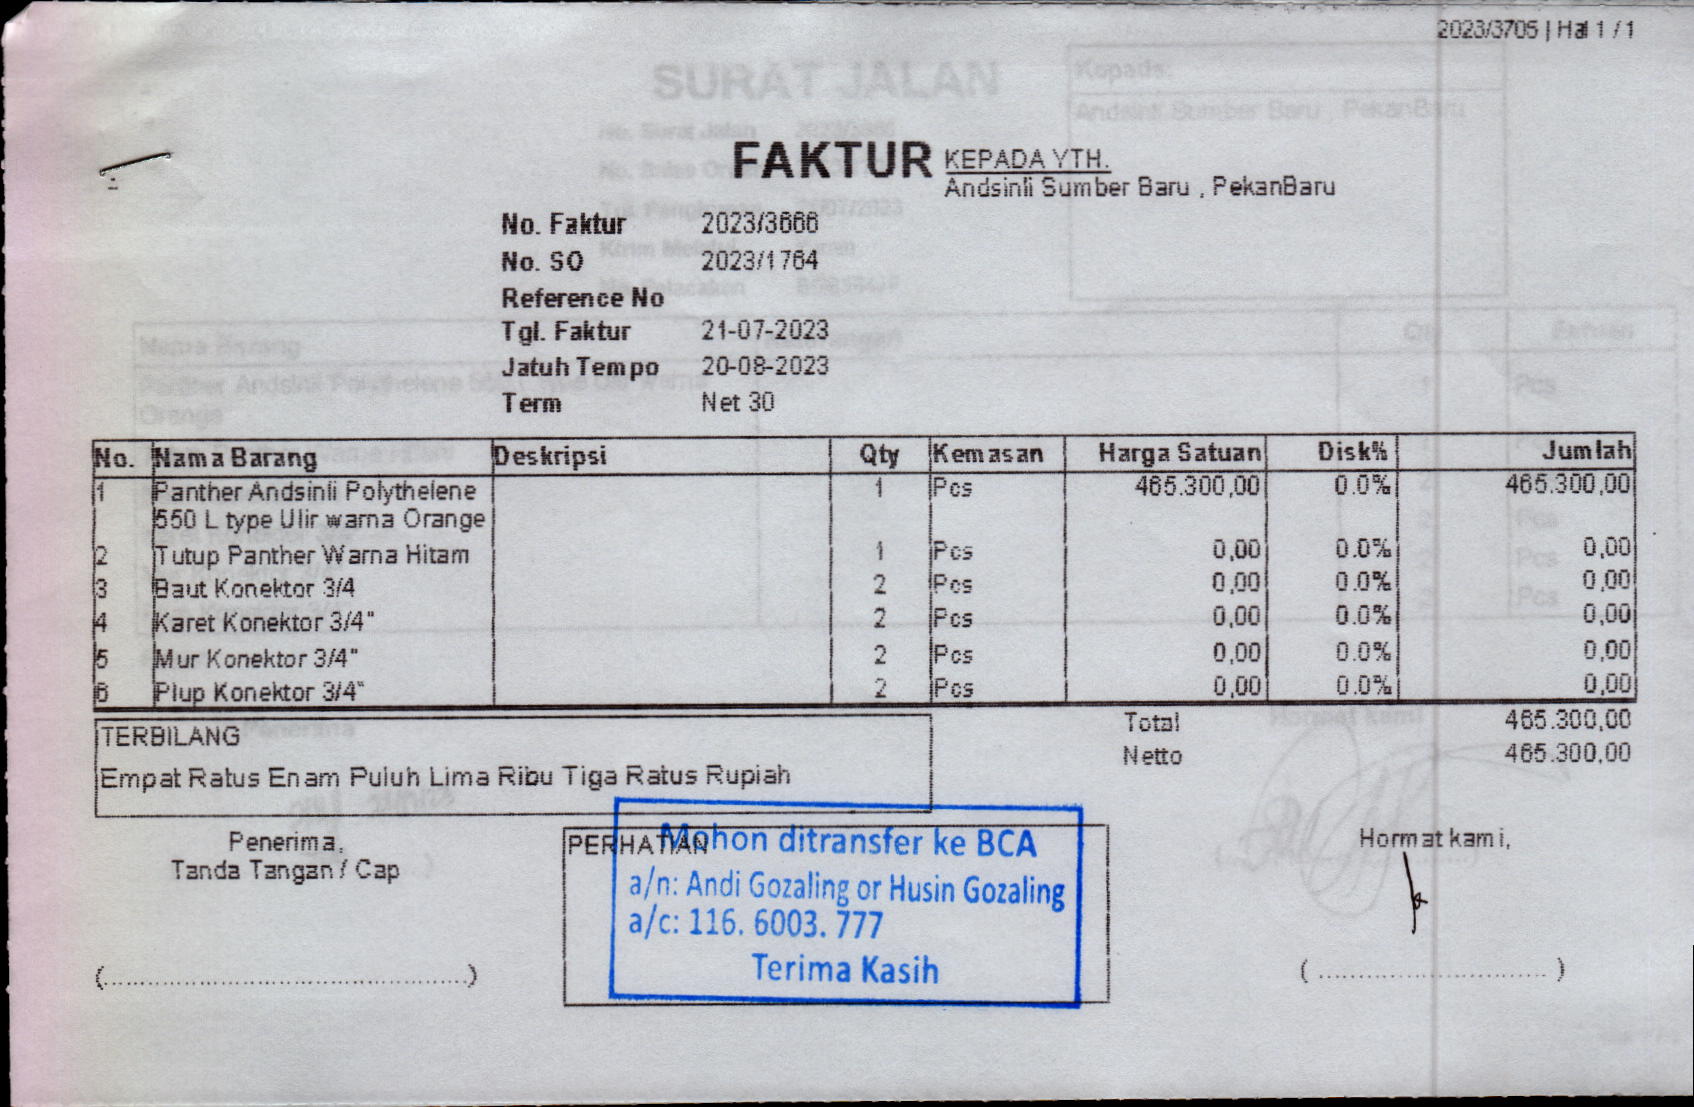 2023/3705 | Hal 1 / 1
SURAT JALAN
Kepada:
Andsinli Sumber Baru , PekanBaru
FAKTUR
KEPADA YTH.
Andsinli Sumber Baru , PekanBaru
No. Faktur 2023/3666
No. SO 2023/1764
Reference No
Tgl. Faktur 21-07-2023
Jatuh Tempo 20-08-2023
Term Net 30
No. Nama Barang Deskripsi Qty Kemasan Harga Satuan Disk% Jumlah
1 Panther Andsinli Polythelene 1 Pcs 465.300,00 0.0% 465.300,00
550 L type Ulir warna Orange
2 Tutup Panther Warna Hitam 1 Pcs 0,00 0.0% 0,00
3 Baut Konektor 3/4 2 Pcs 0,00 0.0% 0,00
4 Karet Konektor 3/4" 2 Pcs 0,00 0.0% 0,00
5 Mur Konektor 3/4" 2 Pcs 0,00 0.0% 0,00
6 Plup Konektor 3/4" 2 Pcs 0,00 0.0% 0,00
Total 465.300,00
Netto 465.300,00
TERBILANG
Empat Ratus Enam Puluh Lima Ribu Tiga Ratus Rupiah
Penerima,
Tanda Tangan / Cap
(................................................)
PERHATIAN
Mohon ditransfer ke BCA
a/n: Andi Gozaling or Husin Gozaling
a/c: 116. 6003. 777
Terima Kasih
Hormat kami,
( .............................. )